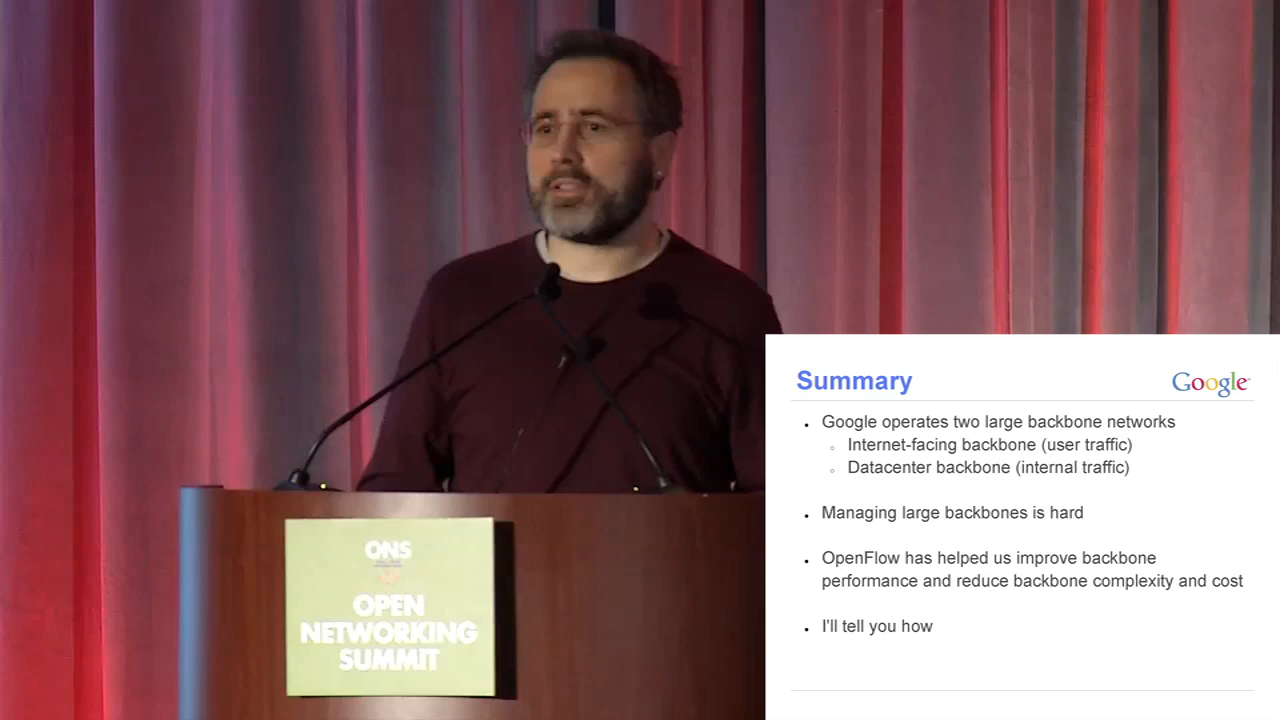 ONS
OPEN
NETWORKING
SUMMIT
Summary
Google
Google operates two large backbone networks
Internet-facing backbone (user traffic)
Datacenter backbone (internal traffic)
Managing large backbones is hard
OpenFlow has helped us improve backbone
performance and reduce backbone complexity and cost
I'll tell you how